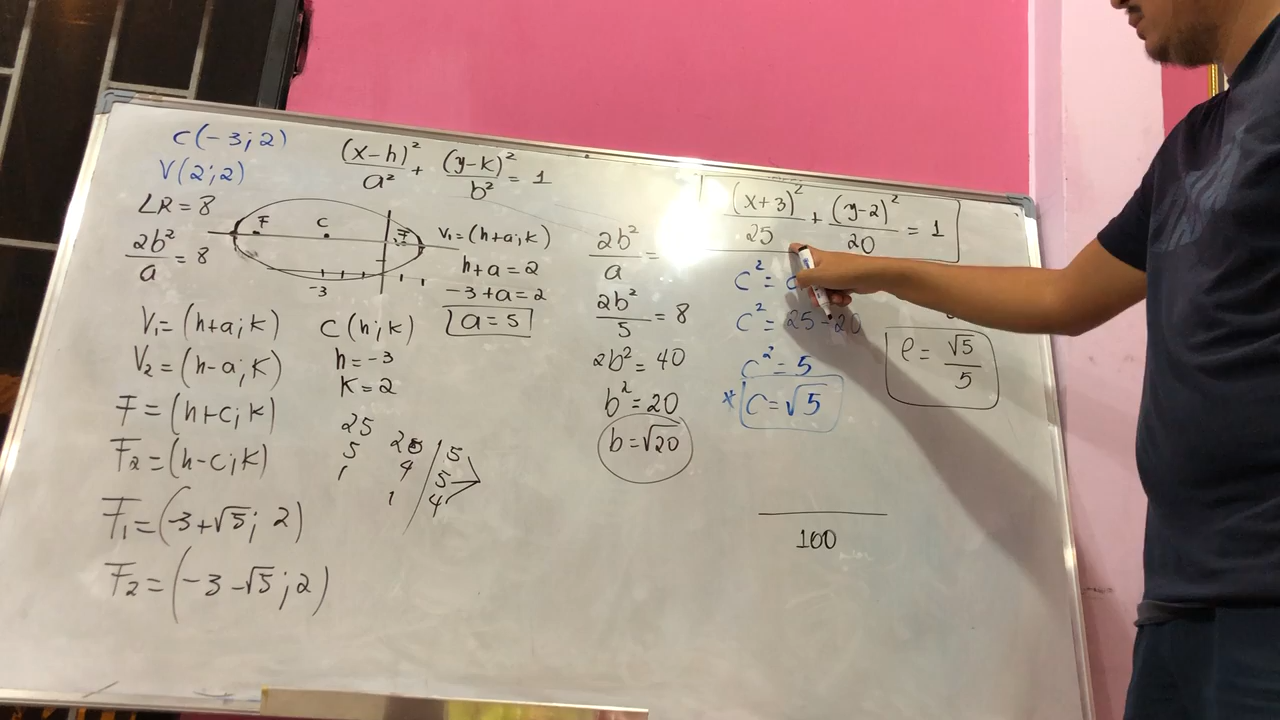 C(-3;2)
V(2;2)
LR = 8
2b²/a = 8
(x-h)²/a² + (y-k)²/b² = 1
F C F
-3
V₁=(h+a;k)
h+a=2
-3+a=2
a=5
V₁=(h+a;k)
V₂=(h-a;k)
F=(h+c;k)
F₂=(h-c;k)
F₁=(-3+√5; 2)
F₂=(-3-√5;2)
C(h;k)
h=-3
K=2
25 20 5
5 4 5
1 1 4
2b²/a =
2b²/5 = 8
2b²=40
b²=20
b=√20
(x+3)²/25 + (y-2)²/20 = 1
c²=
c²= 25-20
c²=5
* C=√5
e= √5/5
100